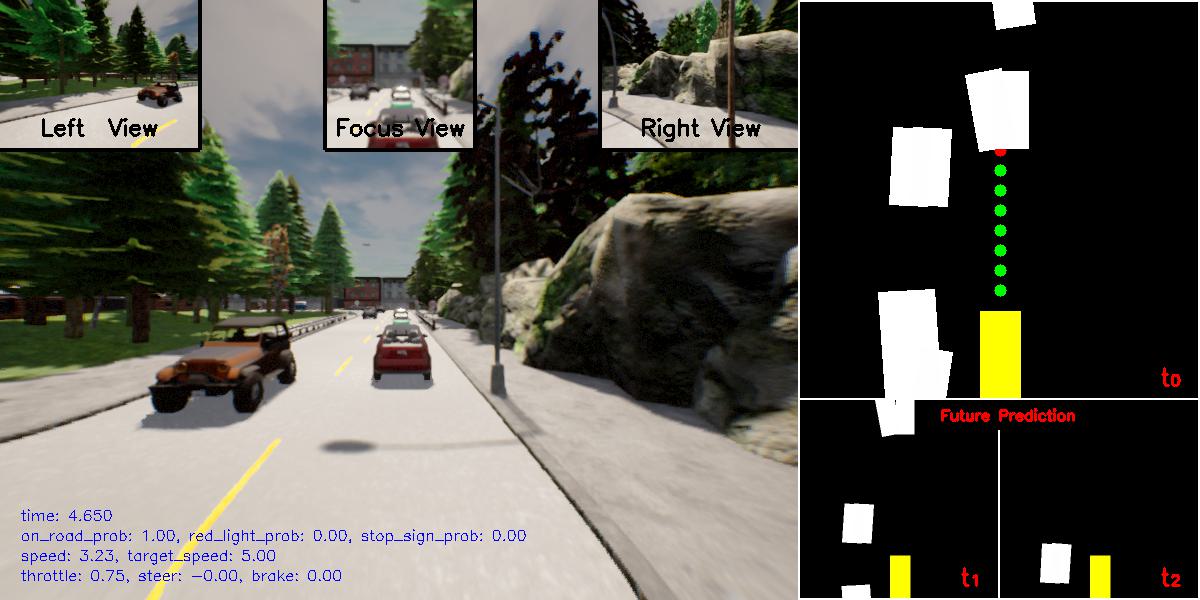 Left View
Focus View
Right View
time: 4.650
on_road_prob: 1.00, red_light_prob: 0.00, stop_sign_prob: 0.00
speed: 3.23, target_speed: 5.00
throttle: 0.75, steer: -0.00, brake: 0.00
t0
Future Prediction
t1
t2